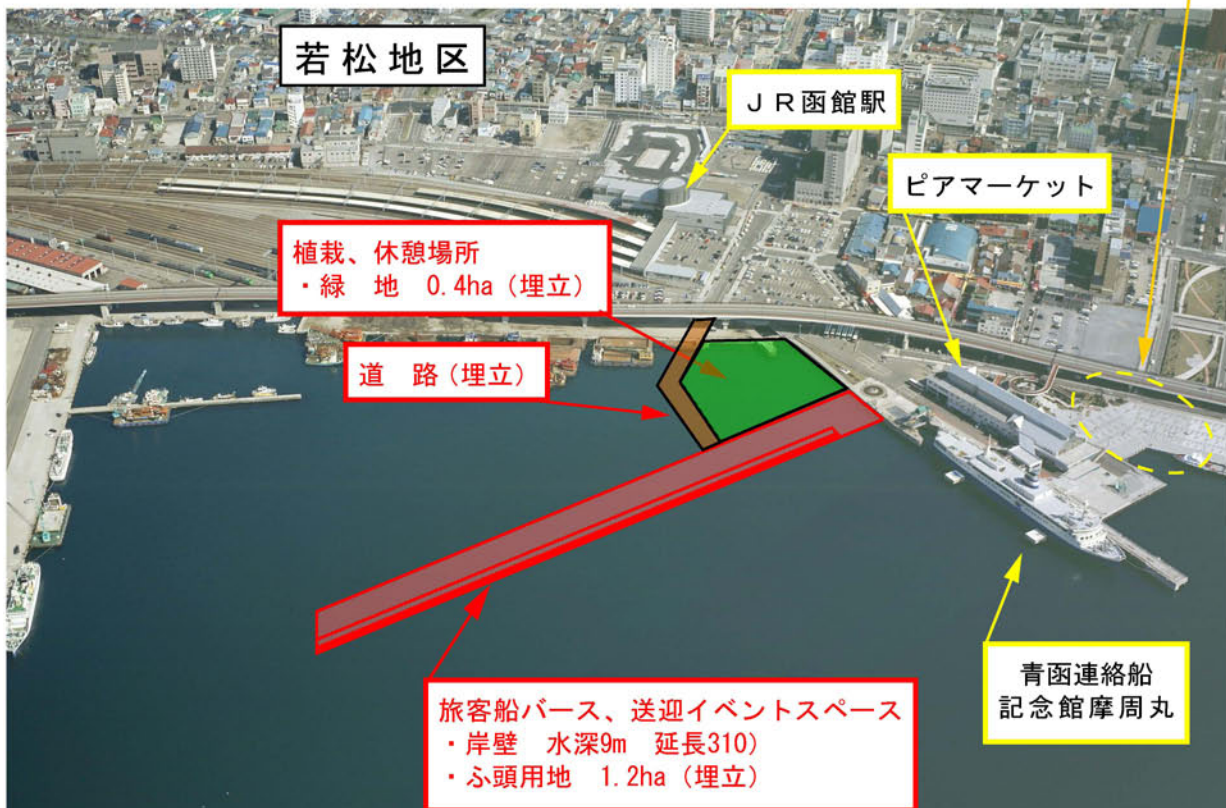 若松地区
ＪＲ函館駅
ピアマーケット
植栽、休憩場所
・緑　地　0.4ha（埋立）
道　路（埋立）
旅客船バース、送迎イベントスペース
・岸壁　水深9m　延長310）
・ふ頭用地　1.2ha（埋立）
青函連絡船
記念館摩周丸